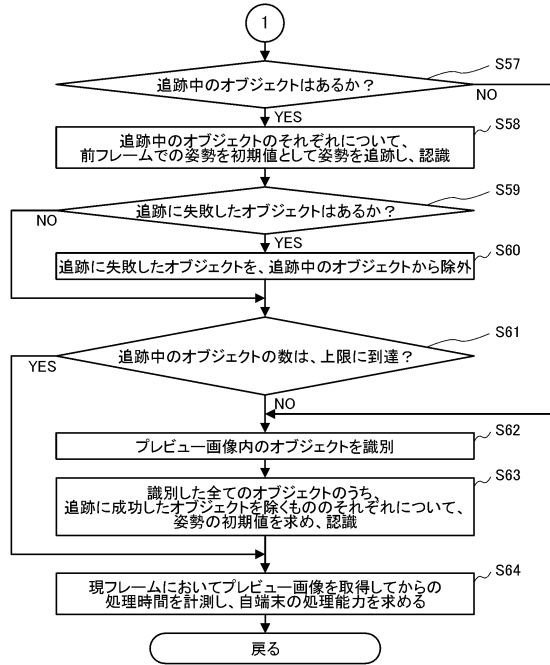 1
追跡中のオブジェクトはあるか？
S57
NO
YES
S58
追跡中のオブジェクトのそれぞれについて、
前フレームでの姿勢を初期値として姿勢を追跡し、認識
S59
追跡に失敗したオブジェクトはあるか？
NO
YES
S60
追跡に失敗したオブジェクトを、追跡中のオブジェクトから除外
S61
追跡中のオブジェクトの数は、上限に到達？
YES
NO
S62
プレビュー画像内のオブジェクトを識別
S63
識別した全てのオブジェクトのうち、
追跡に成功したオブジェクトを除くもののそれぞれについて、
姿勢の初期値を求め、認識
S64
現フレームにおいてプレビュー画像を取得してからの
処理時間を計測し、自端末の処理能力を求める
戻る